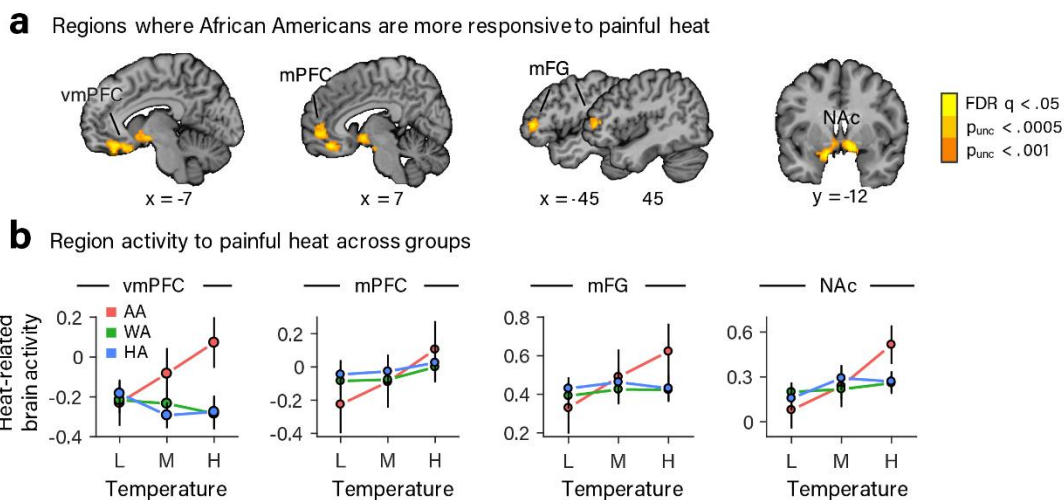 a Regions where African Americans are more responsive to painful heat
vmPFC
mPFC
mFG
NAc
FDR q < .05
punc < .0005
punc < .001
x = -7
x = 7
x = -45
45
y = -12
b Region activity to painful heat across groups
Heat-related
brain activity
vmPFC
AA
WA
HA
0.2
0
-0.2
-0.4
L M H
Temperature
mPFC
0.2
0
-0.2
-0.4
L M H
Temperature
mFG
0.8
0.6
0.4
0.2
L M H
Temperature
NAc
0.6
0.3
0
L M H
Temperature